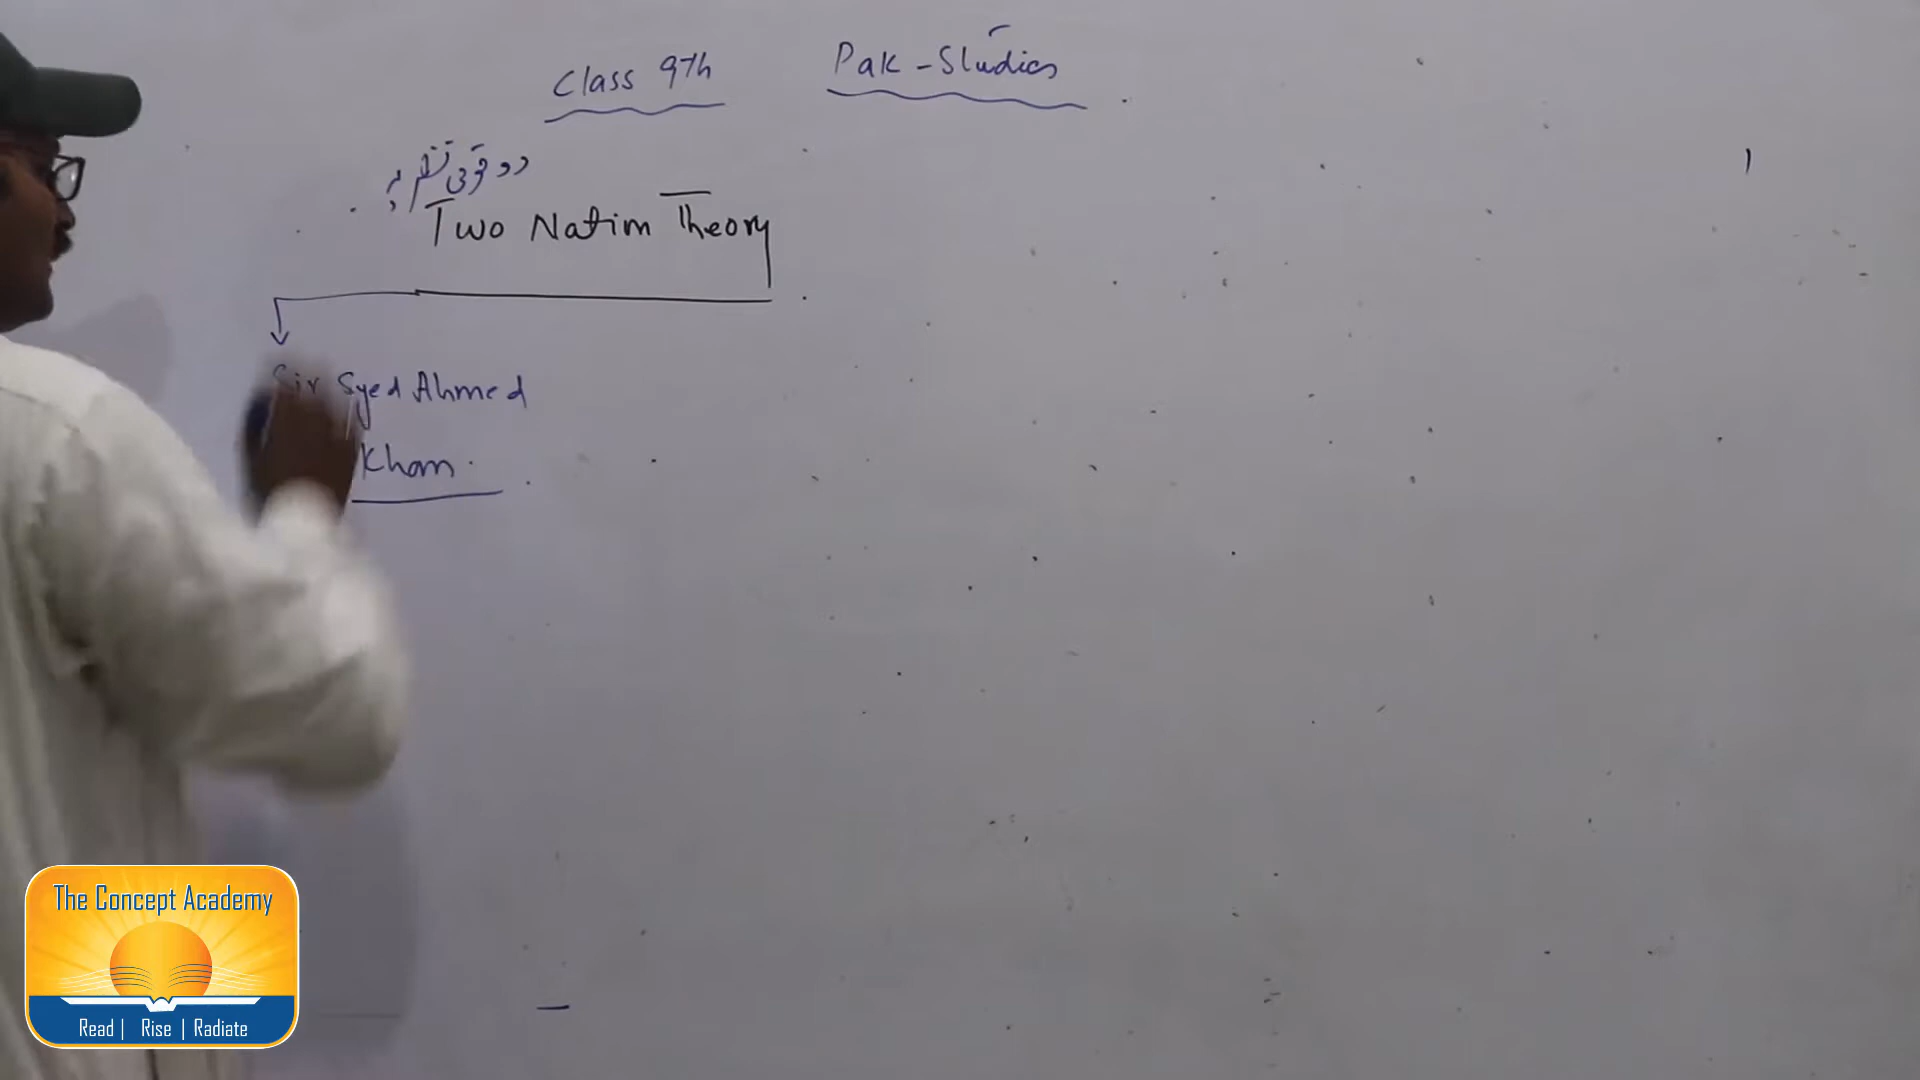 Class 9th Pak-Studies
دو قومی نظریہ
Two Nation Theory
Sir Syed Ahmed
Khan.
The Concept Academy
Read | Rise | Radiate